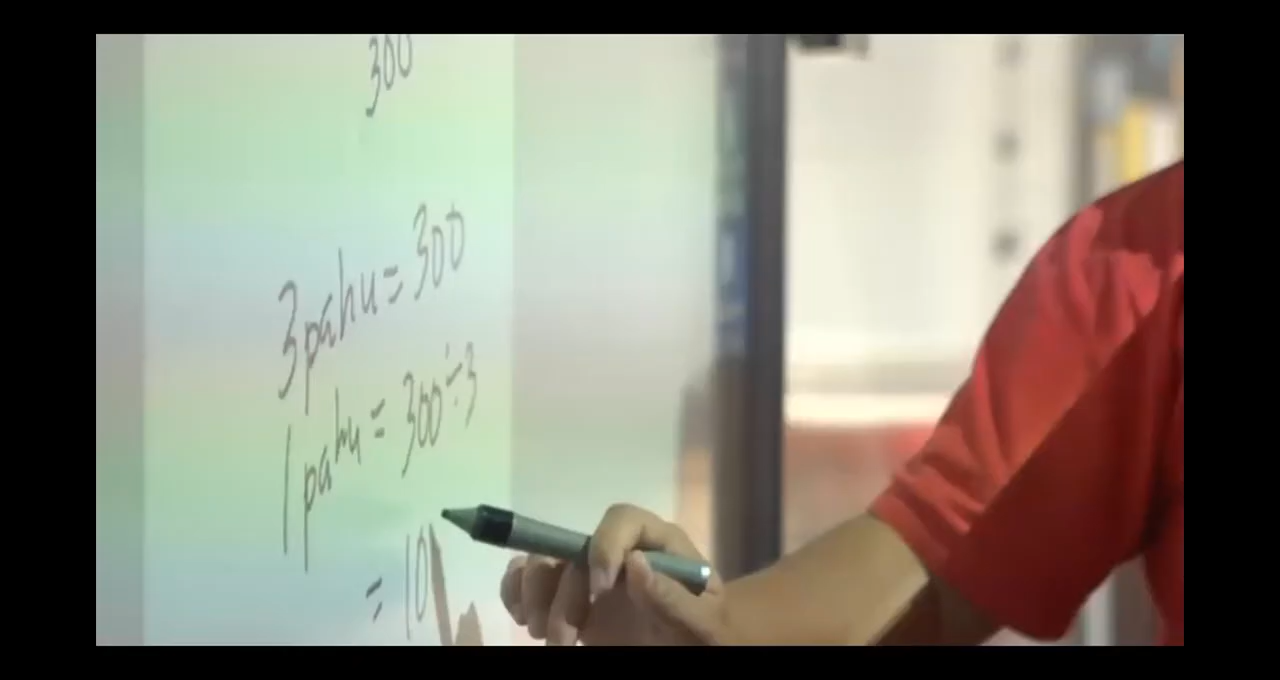 300
3 pahu = 300
1 pahu = 300 ÷ 3
= 10